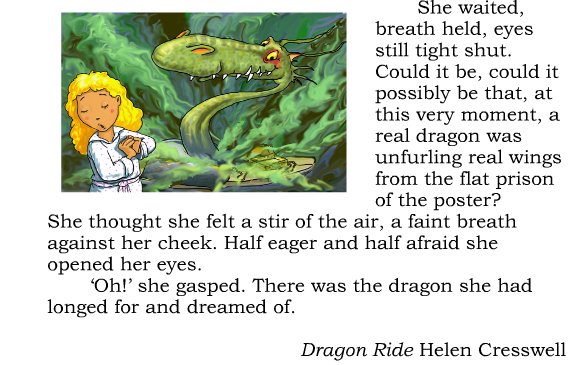 She waited,
breath held, eyes
still tight shut.
Could it be, could it
possibly be that, at
this very moment, a
real dragon was
unfurling real wings
from the flat prison
of the poster?
She thought she felt a stir of the air, a faint breath
against her cheek. Half eager and half afraid she
opened her eyes.
‘Oh!’ she gasped. There was the dragon she had
longed for and dreamed of.
Dragon Ride Helen Cresswell